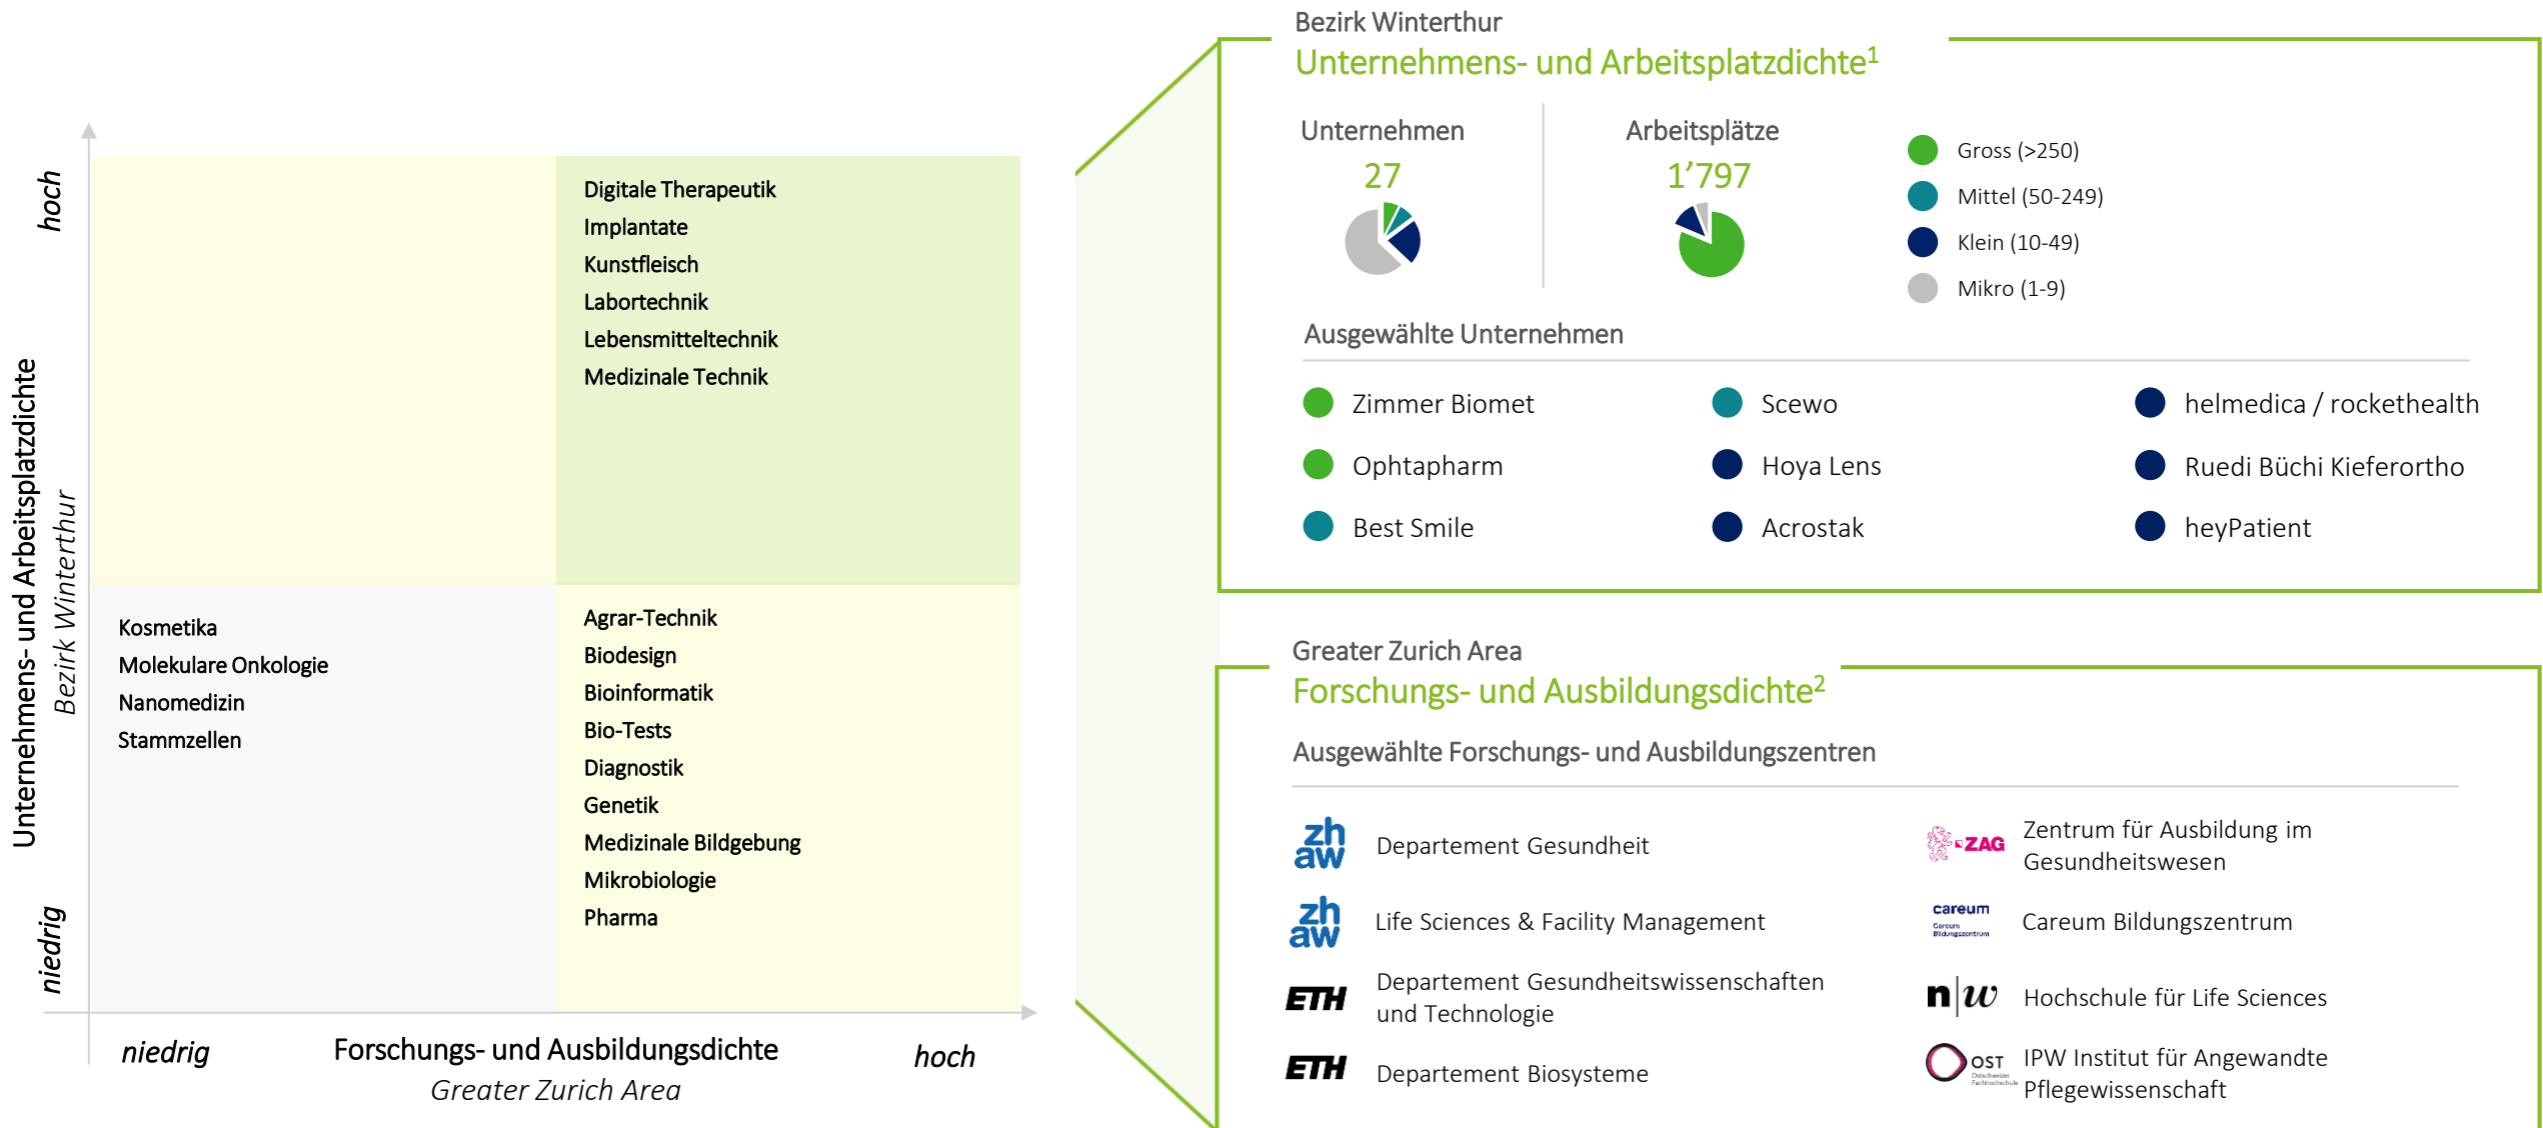 Unternehmens- und Arbeitsplatzdichte
Bezirk Winterthur
hoch
niedrig
Digitale Therapeutik
Implantate
Kunstfleisch
Labortechnik
Lebensmitteltechnik
Medizinale Technik
Kosmetika
Molekulare Onkologie
Nanomedizin
Stammzellen
Agrar-Technik
Biodesign
Bioinformatik
Bio-Tests
Diagnostik
Genetik
Medizinale Bildgebung
Mikrobiologie
Pharma
niedrig
Forschungs- und Ausbildungsdichte
hoch
Greater Zurich Area
Bezirk Winterthur
Unternehmens- und Arbeitsplatzdichte¹
Unternehmen
27
Arbeitsplätze
1’797
Gross (>250)
Mittel (50-249)
Klein (10-49)
Mikro (1-9)
Ausgewählte Unternehmen
Zimmer Biomet
Ophtapharm
Best Smile
Scewo
Hoya Lens
Acrostak
helmedica / rockethealth
Ruedi Büchi Kieferortho
heyPatient
Greater Zurich Area
Forschungs- und Ausbildungsdichte²
Ausgewählte Forschungs- und Ausbildungszentren
zh
aw
Departement Gesundheit
zh
aw
Life Sciences & Facility Management
ETH
Departement Gesundheitswissenschaften
und Technologie
ETH
Departement Biosysteme
ZAG
Zentrum für Ausbildung im
Gesundheitswesen
careum
Careum
Bildungszentrum
Careum Bildungszentrum
n|w
Hochschule für Life Sciences
OST
Ostschweizer
Fachhochschule
IPW Institut für Angewandte
Pflegewissenschaft